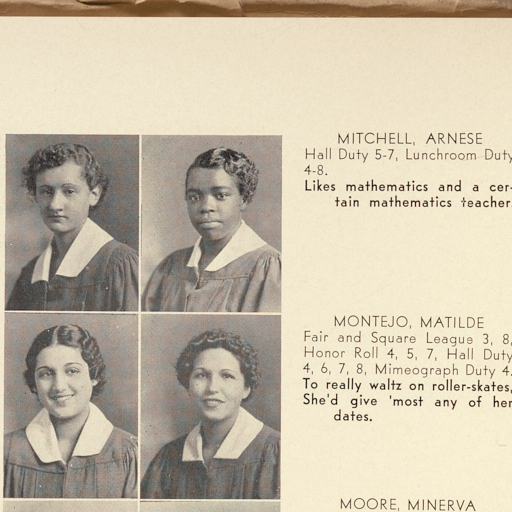 MITCHELL, ARNESE
Hall Duty 5-7, Lunchroom Duty
4-8.
Likes mathematics and a cer-
tain mathematics teacher.
MONTEJO, MATILDE
Fair and Square League 3, 8,
Honor Roll 4, 5, 7, Hall Duty
4, 6, 7, 8, Mimeograph Duty 4.
To really waltz on roller-skates,
She'd give 'most any of her
dates.
MOORE, MINERVA